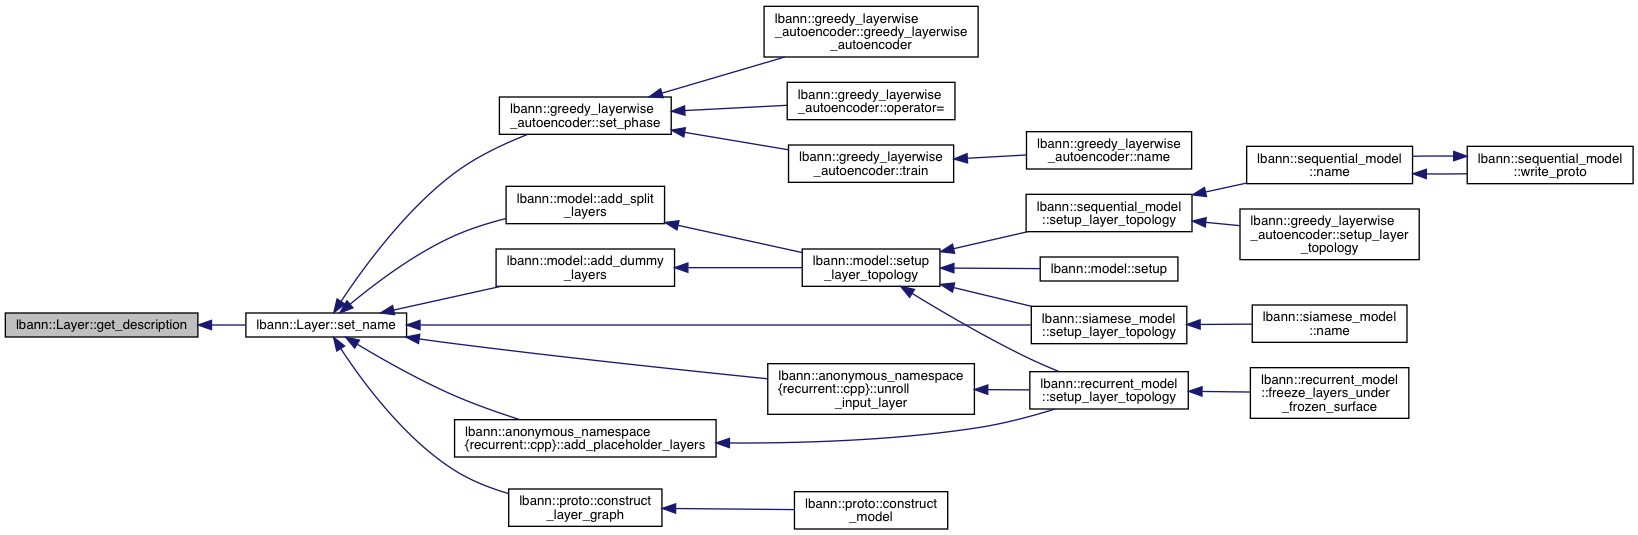 lbann::greedy_layerwise
_autoencoder::greedy_layerwise
_autoencoder
lbann::greedy_layerwise
_autoencoder::set_phase
lbann::greedy_layerwise
_autoencoder::operator=
lbann::greedy_layerwise
_autoencoder::train
lbann::greedy_layerwise
_autoencoder::name
lbann::sequential_model
::name
lbann::sequential_model
::write_proto
lbann::model::add_split
_layers
lbann::sequential_model
::setup_layer_topology
lbann::greedy_layerwise
_autoencoder::setup_layer
_topology
lbann::model::add_dummy
_layers
lbann::model::setup
_layer_topology
lbann::model::setup
lbann::Layer::get_description
lbann::Layer::set_name
lbann::siamese_model
::setup_layer_topology
lbann::siamese_model
::name
lbann::anonymous_namespace
{recurrent::cpp}::unroll
_input_layer
lbann::recurrent_model
::setup_layer_topology
lbann::recurrent_model
::freeze_layers_under
_frozen_surface
lbann::anonymous_namespace
{recurrent::cpp}::add_placeholder_layers
lbann::proto::construct
_layer_graph
lbann::proto::construct
_model